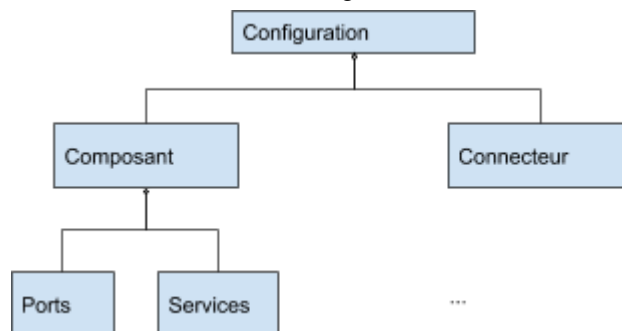 Configuration
Composant
Connecteur
Ports
Services
...